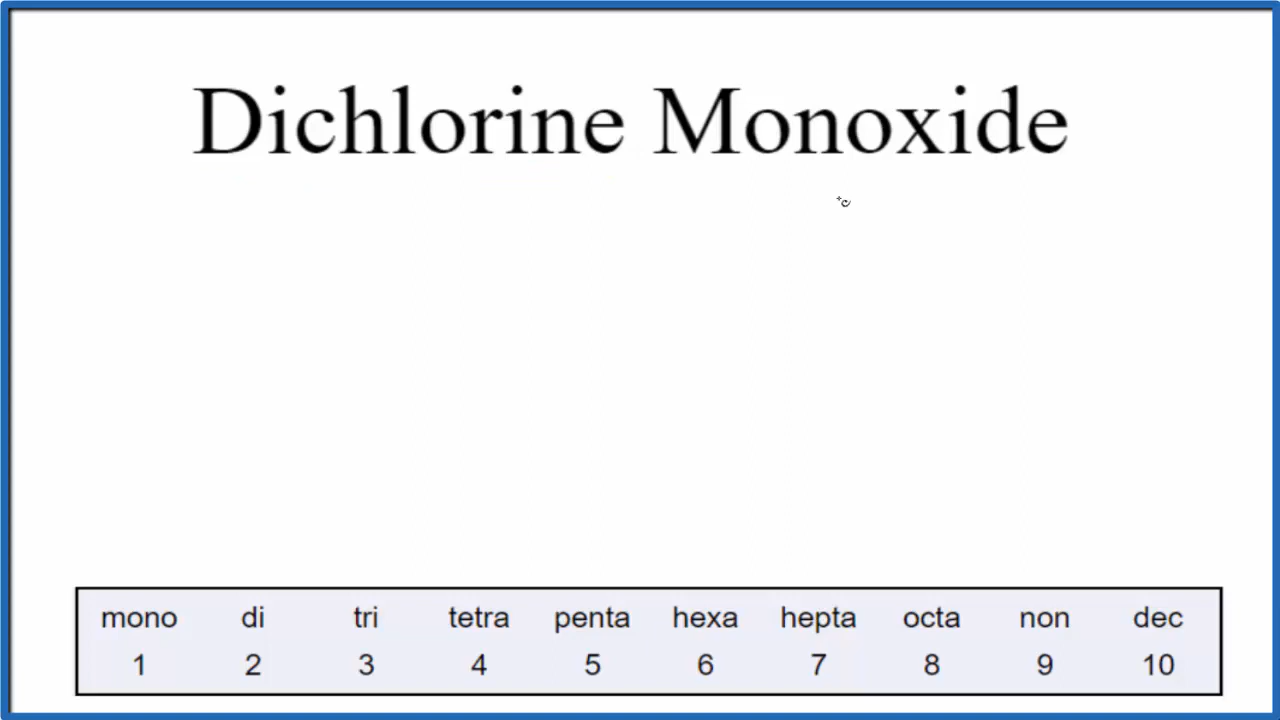 Dichlorine Monoxide
mono di tri tetra penta hexa hepta octa non dec
1 2 3 4 5 6 7 8 9 10